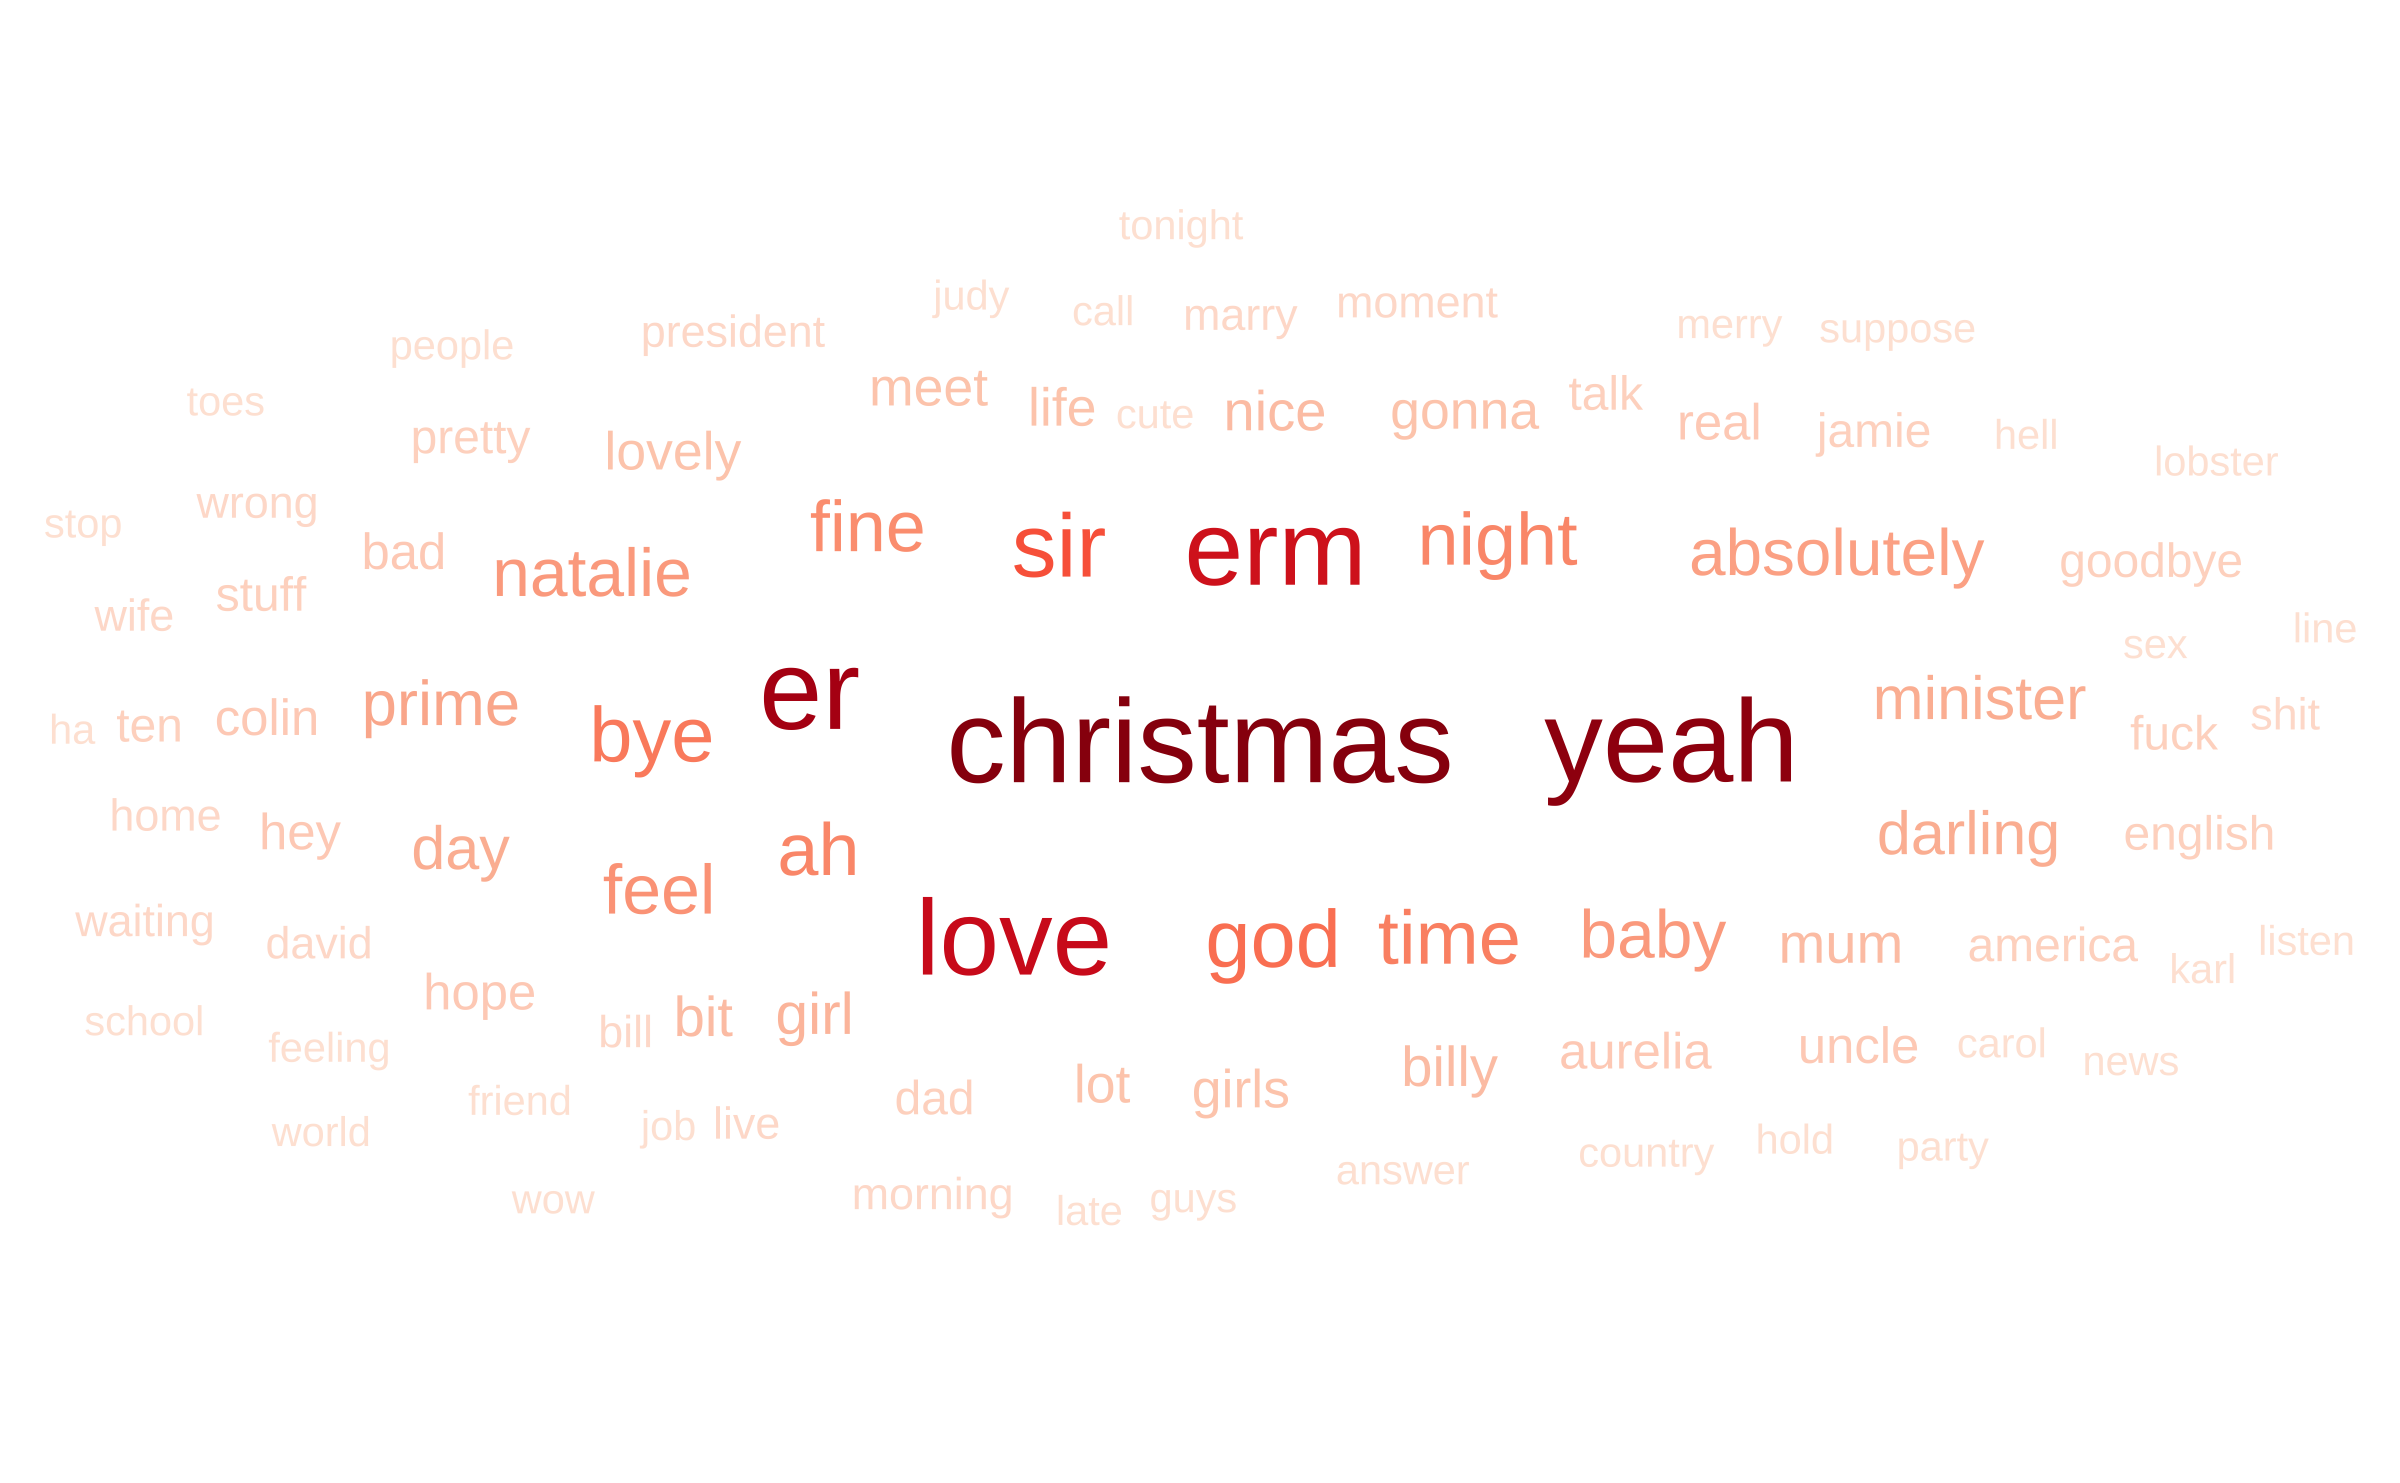 tonight
judy call marry moment
people president merry suppose
toes meet life cute nice gonna talk
pretty lovely real jamie hell lobster
stop wrong fine sir erm night absolutely goodbye
bad natalie
wife stuff sex line
er
ha ten colin prime bye christmas yeah minister fuck shit
home hey day ah darling english
feel
waiting david love god time baby mum america karl listen
school hope bill bit girl
feeling billy aurelia uncle carol news
friend dad lot girls
world job live country hold party
wow morning late guys answer